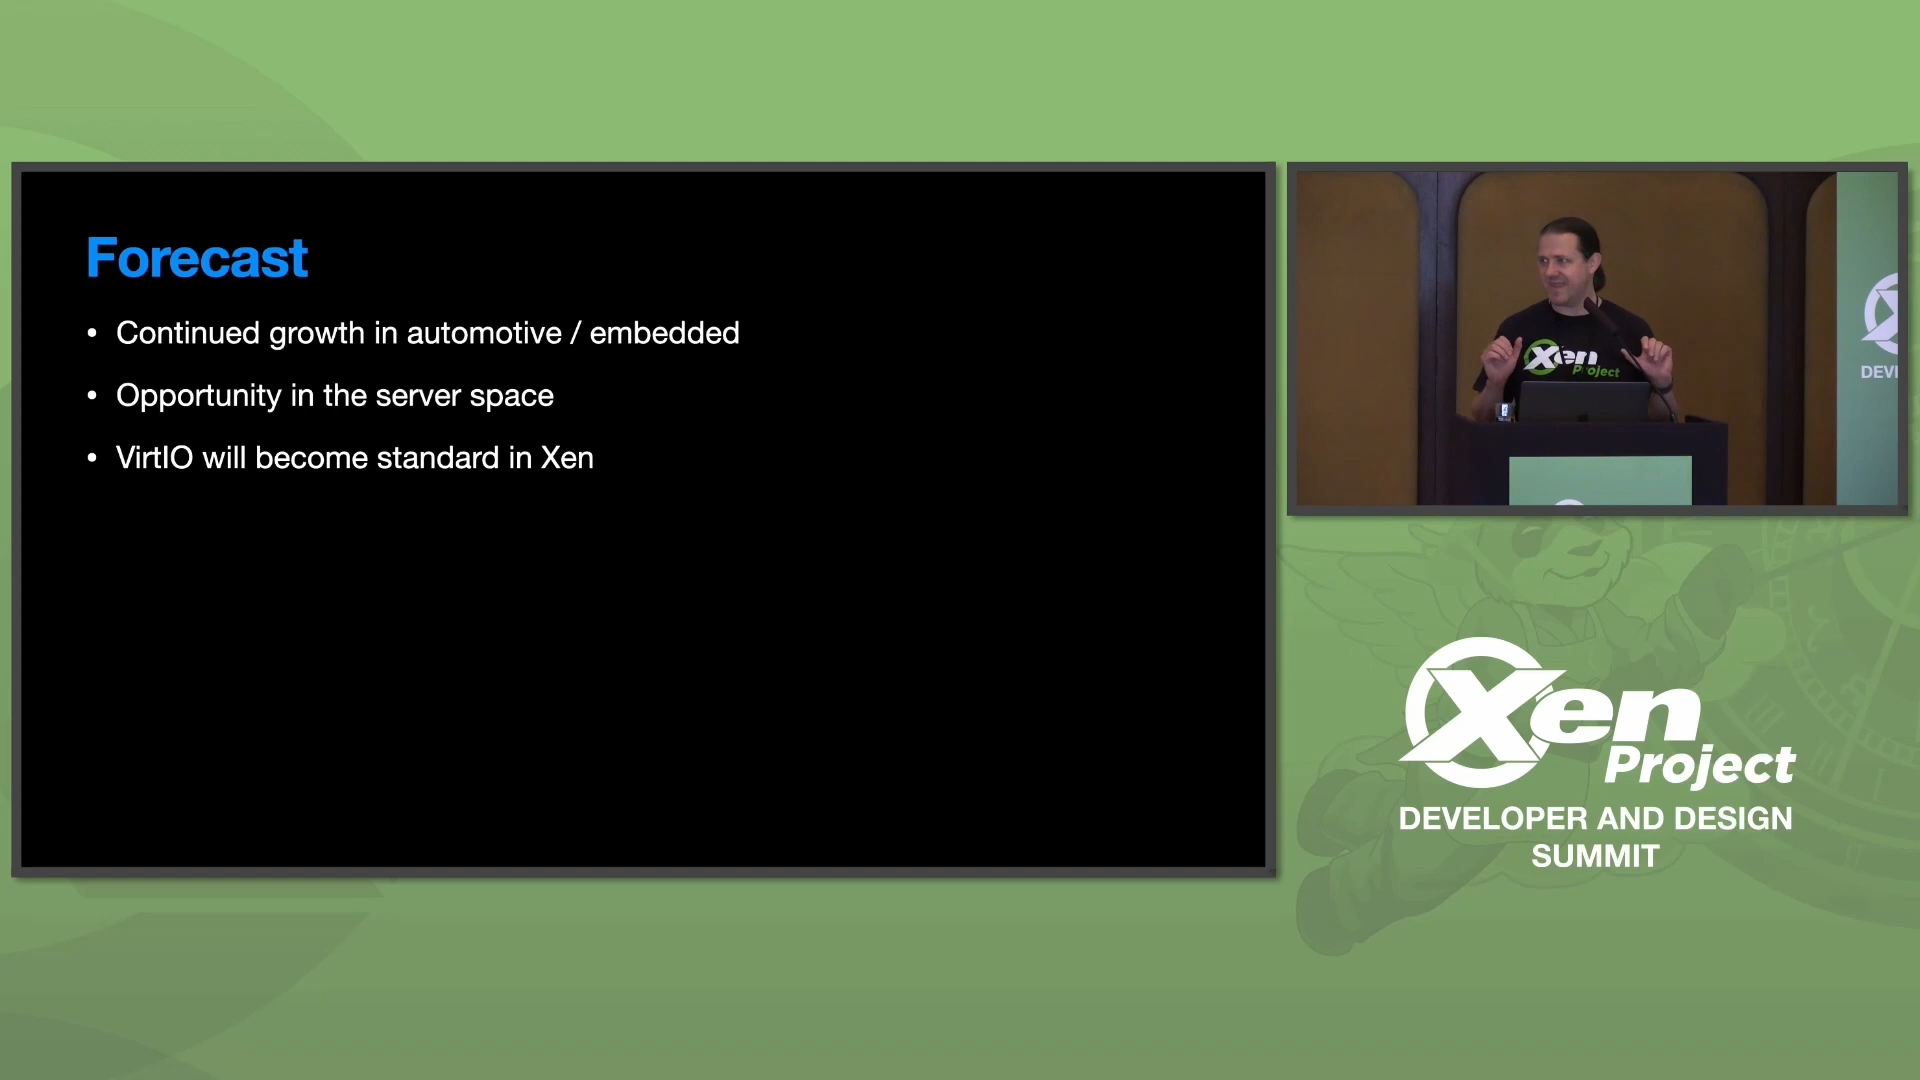 Forecast
• Continued growth in automotive / embedded
• Opportunity in the server space
• VirtIO will become standard in Xen
Xen
Project
DEVE
Xen
Project
DEVELOPER AND DESIGN
SUMMIT